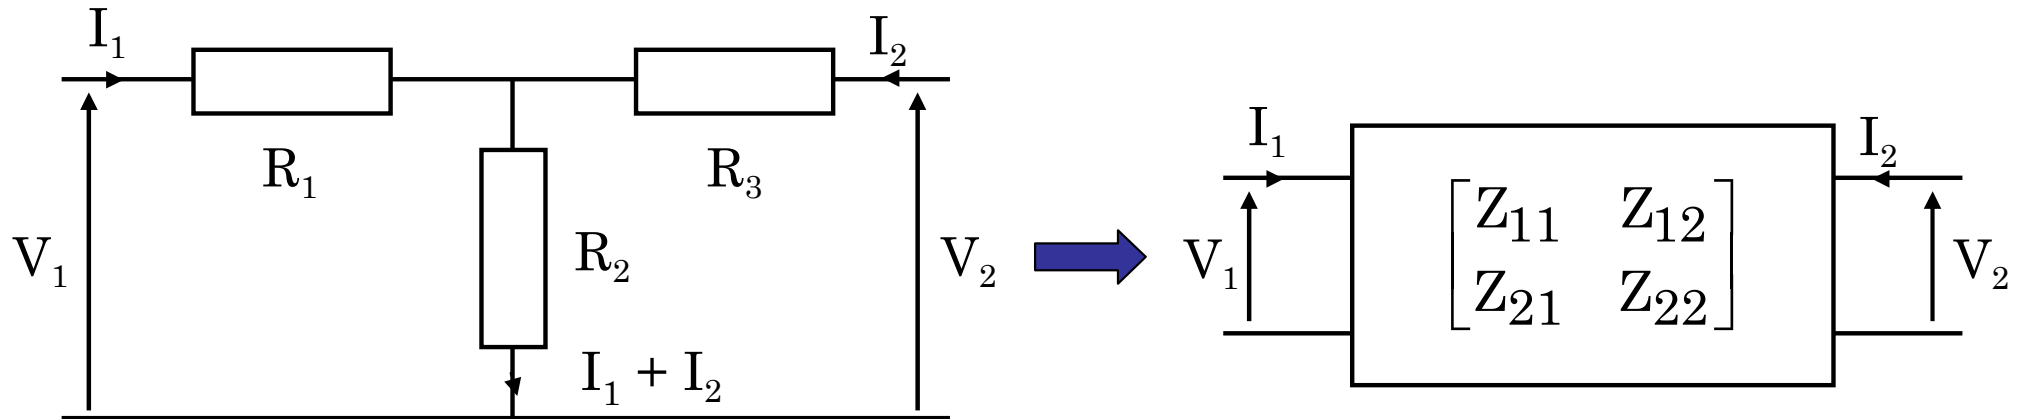 I₁
I₂
R₁
R₃
V₁
R₂
V₂
I₁ + I₂
I₁
I₂
V₁
Z₁₁ Z₁₂
Z₂₁ Z₂₂
V₂